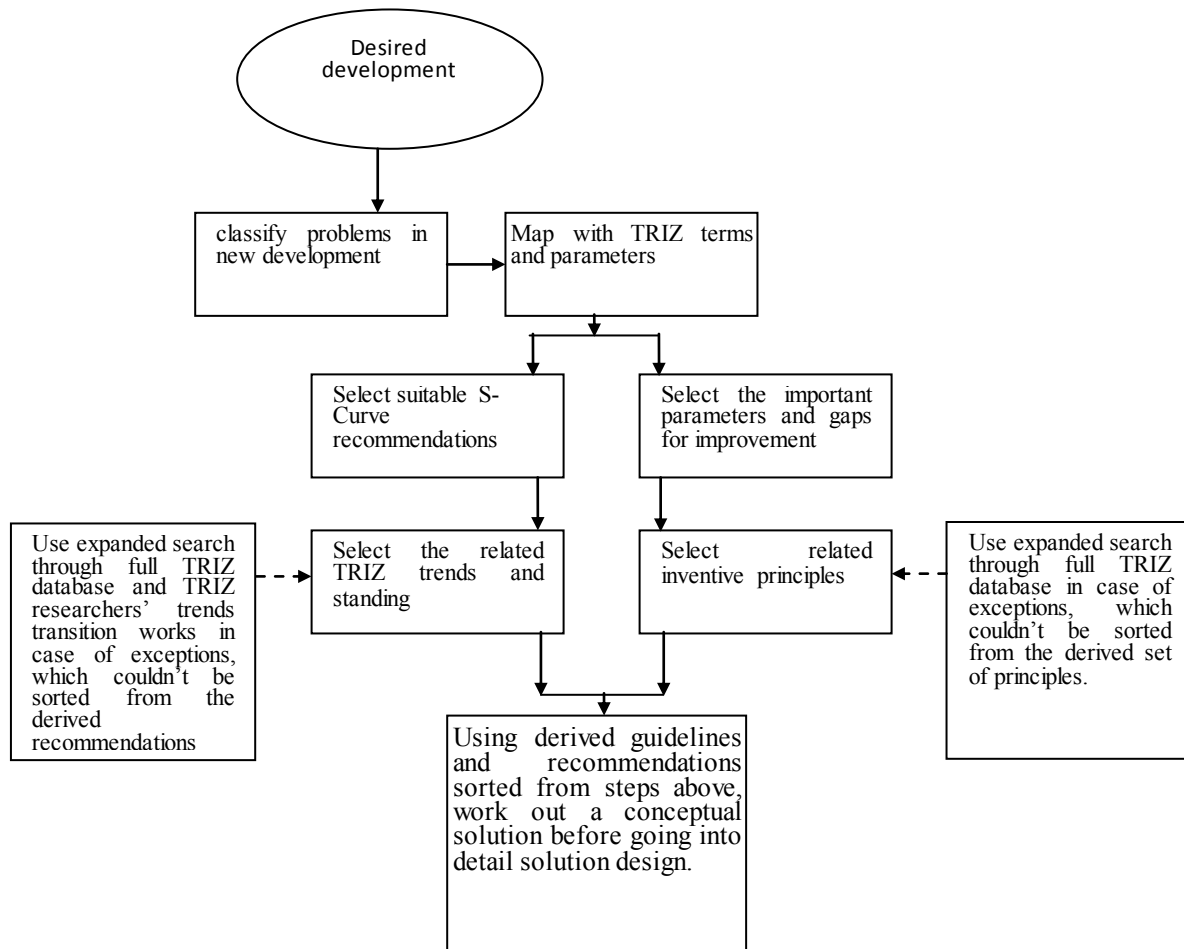 Desired
development
classify problems in
new development
Map with TRIZ terms
and parameters
Select suitable S-
Curve
recommendations
Select the important
parameters and gaps
for improvement
Use expanded search
through full TRIZ
database and TRIZ
researchers’ trends
transition works in
case of exceptions,
which couldn’t be
sorted from the
derived
recommendations
Select the related
TRIZ trends and
standing
Select related
inventive principles
Use expanded search
through full TRIZ
database in case of
exceptions, which
couldn’t be sorted
from the derived set
of principles.
Using derived guidelines
and recommendations
sorted from steps above,
work out a conceptual
solution before going into
detail solution design.